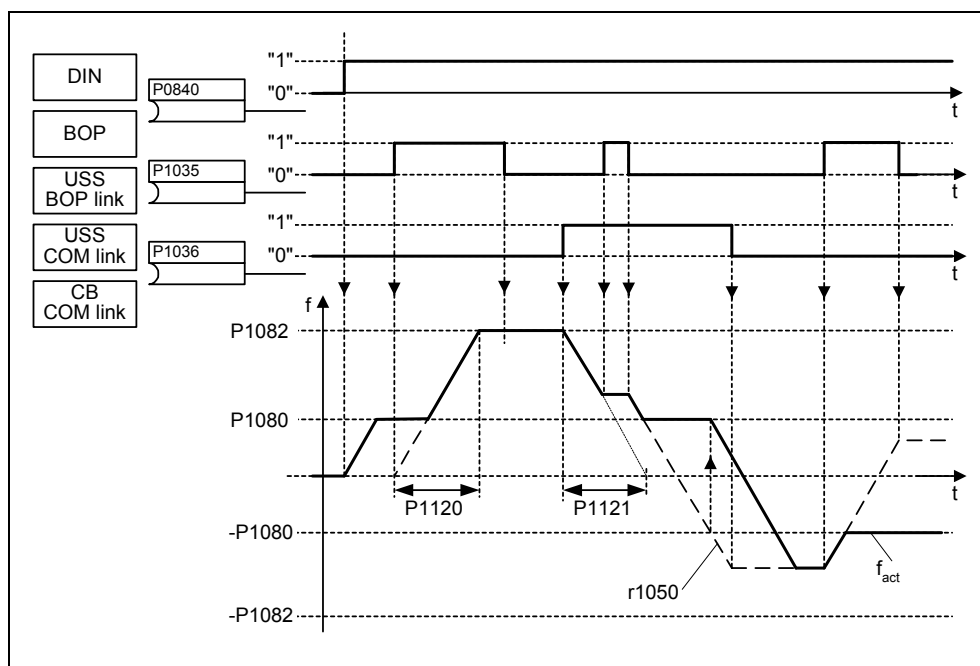 DIN
BOP
USS
BOP link
USS
COM link
CB
COM link
P0840
P1035
P1036
"1"
"0"
t
"1"
"0"
t
"1"
"0"
t
f
P1082
P1080
-
t
P1120
P1121
-P1080
r1050
fact
-P1082